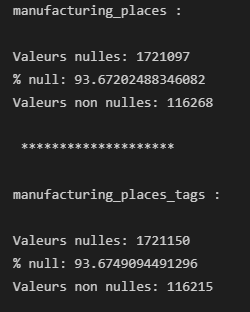 manufacturing_places :
Valeurs nulles: 1721097
% null: 93.67202488346082
Valeurs non nulles: 116268
********************
manufacturing_places_tags :
Valeurs nulles: 1721150
% null: 93.6749094491296
Valeurs non nulles: 116215